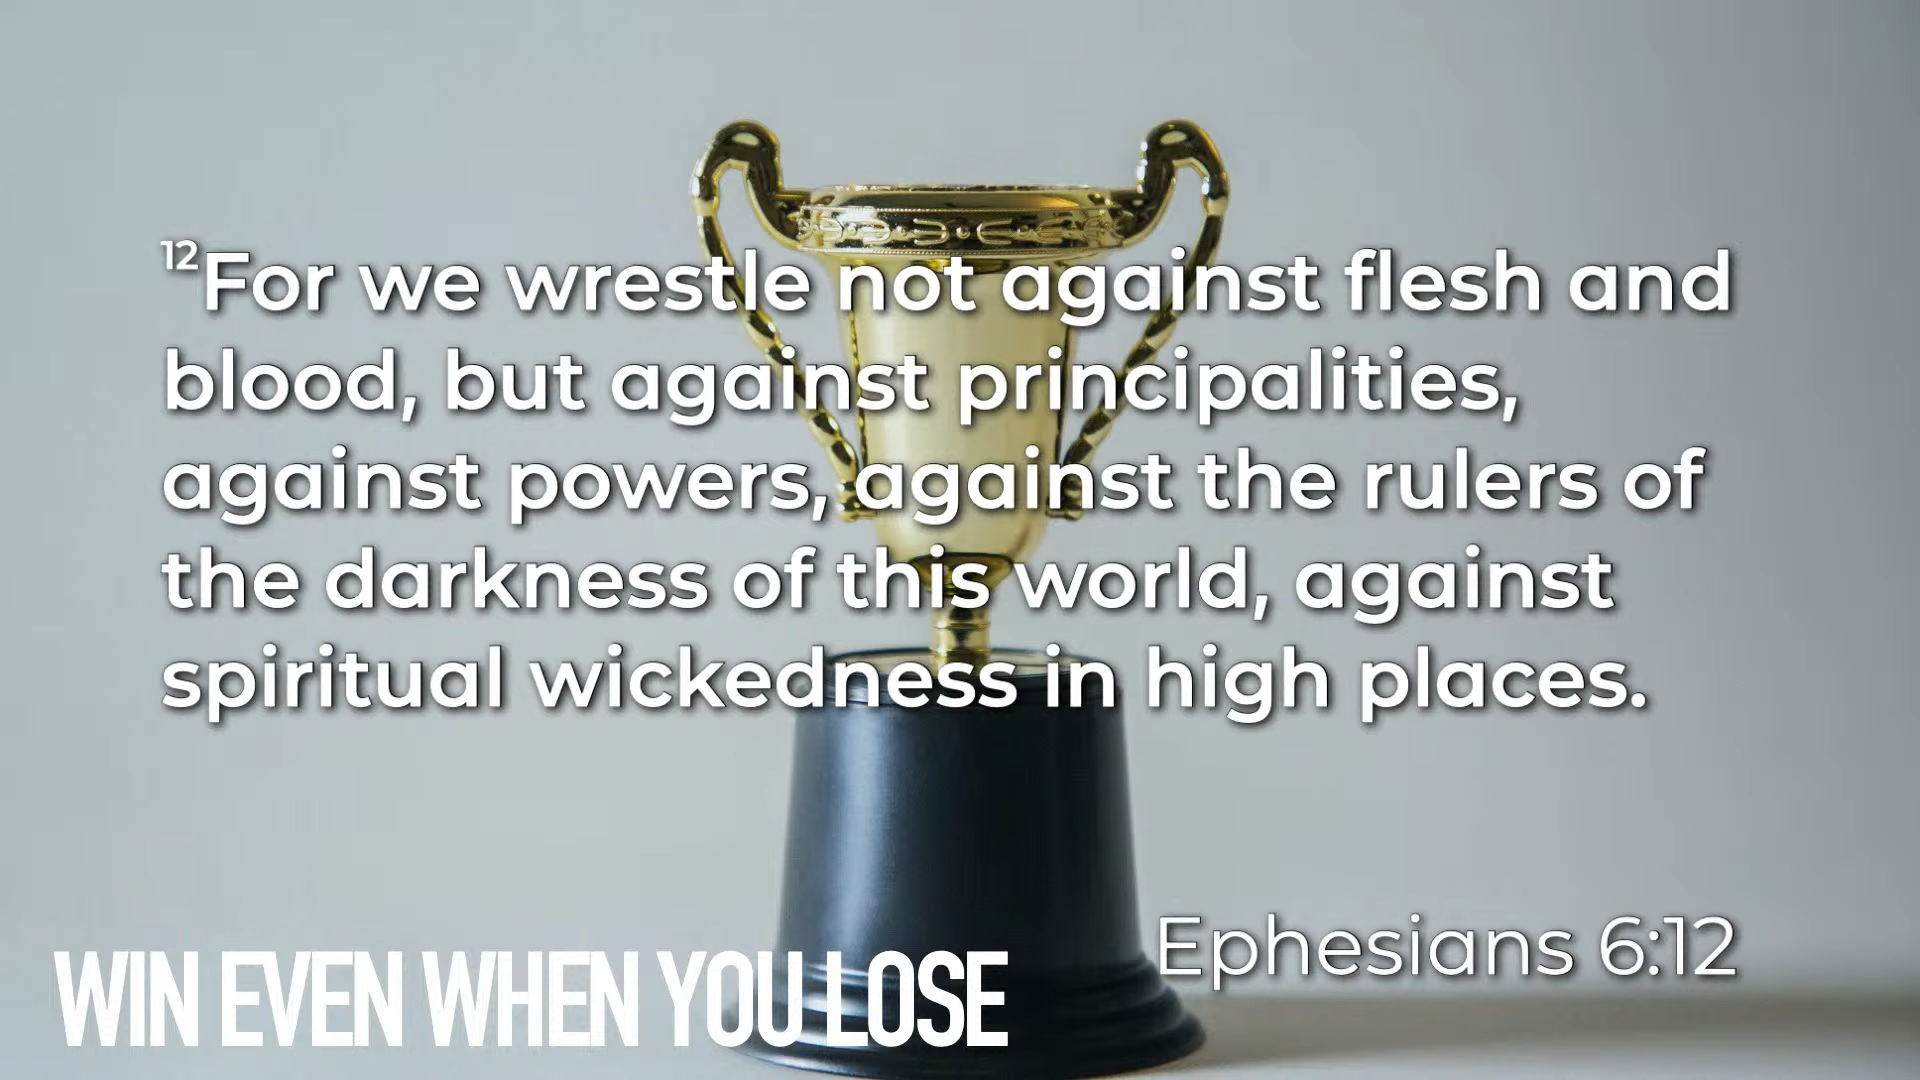 12For we wrestle not against flesh and
blood, but against principalities,
against powers, against the rulers of
the darkness of this world, against
spiritual wickedness in high places.
Ephesians 6:12
WIN EVEN WHEN YOU LOSE